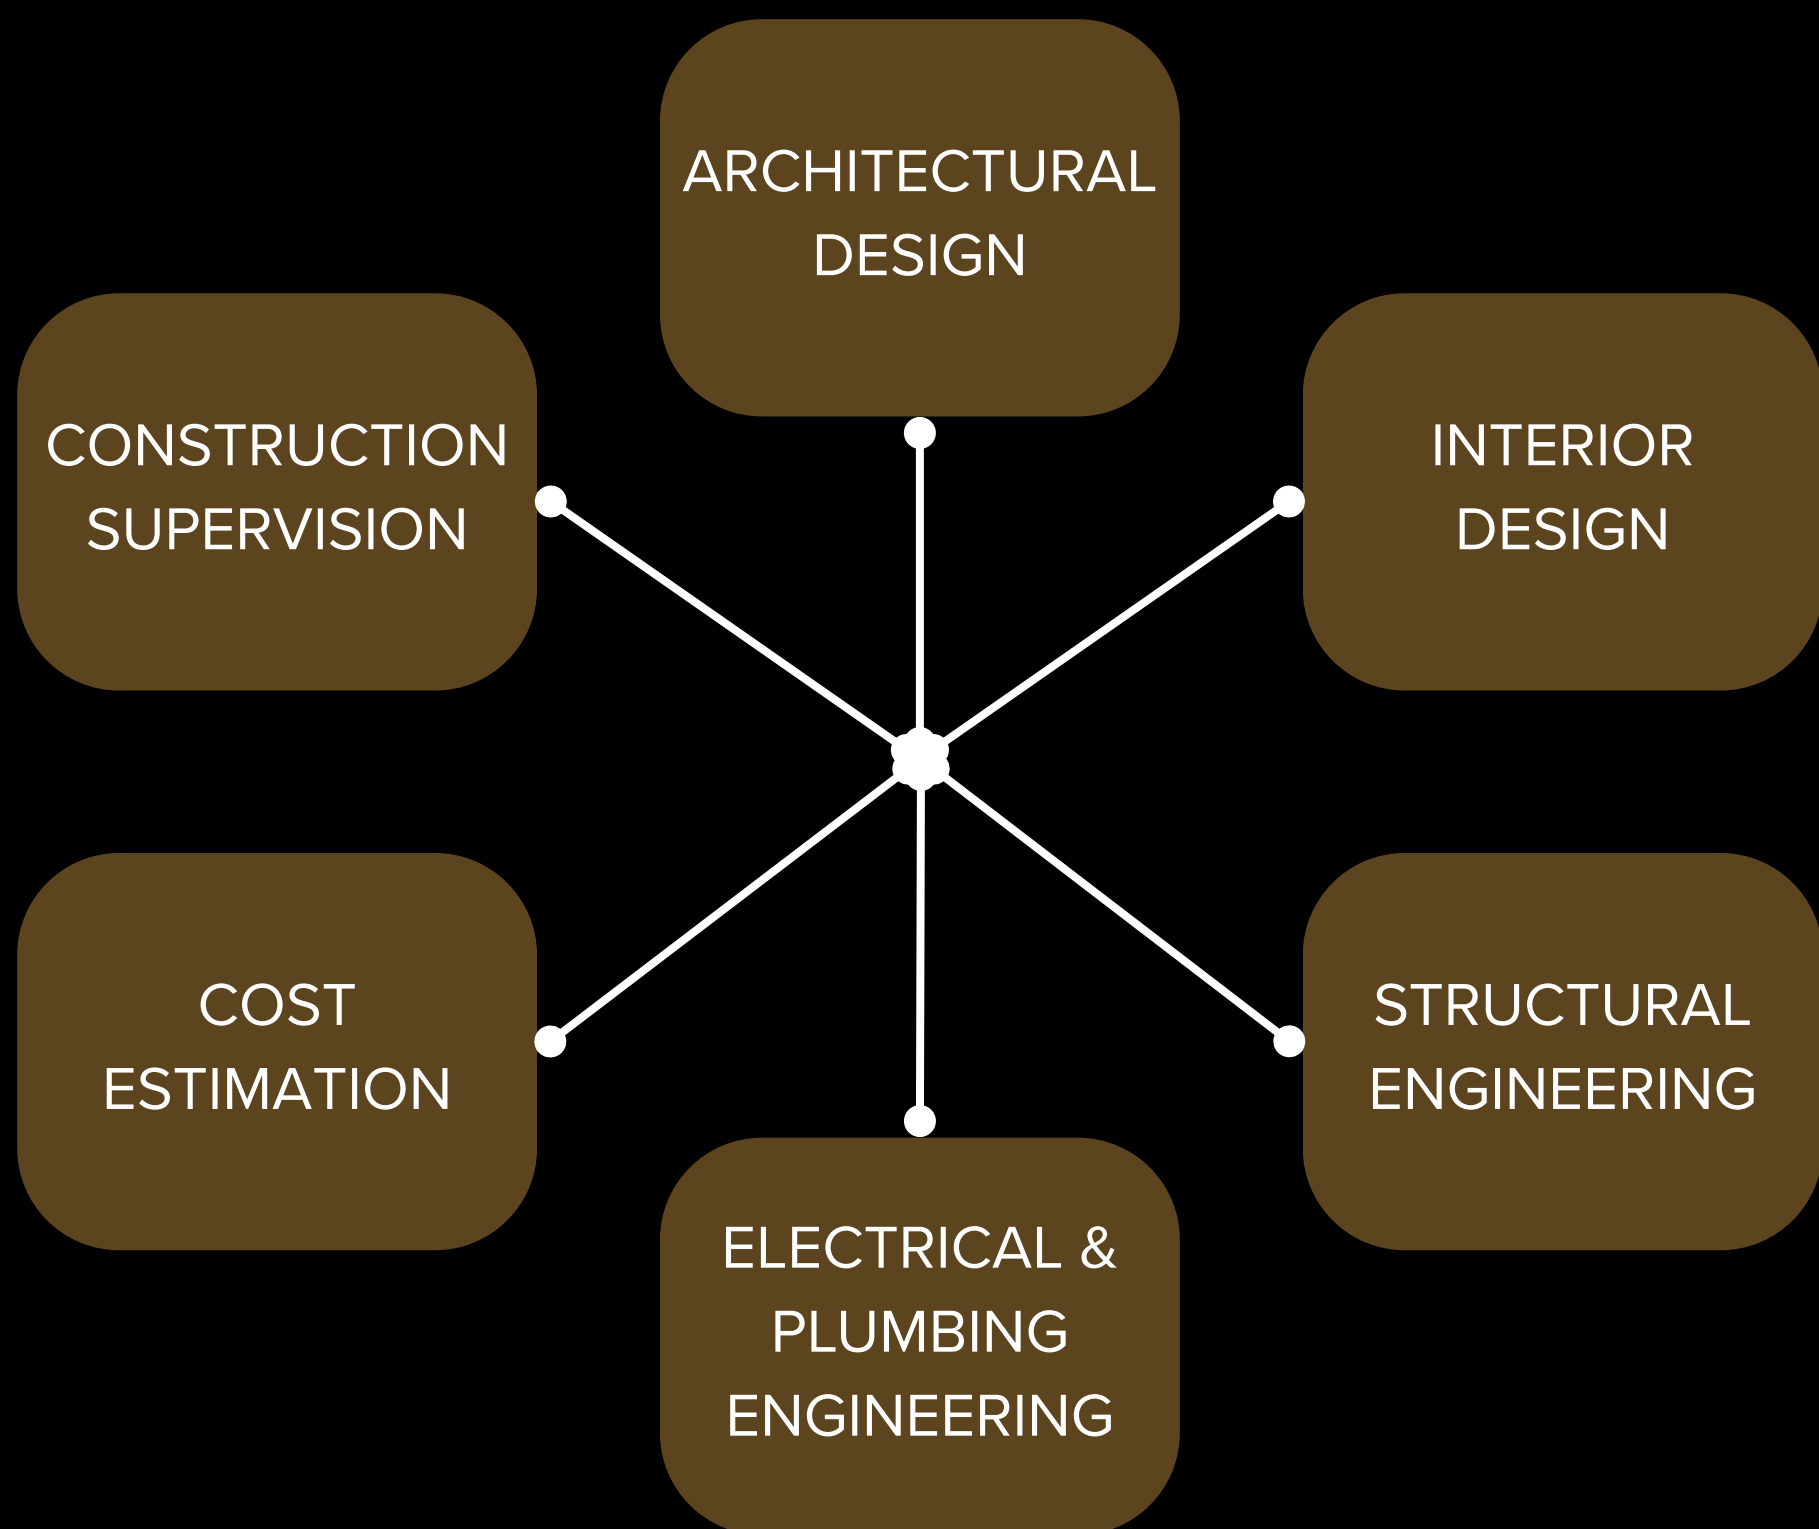 ARCHITECTURAL
DESIGN
CONSTRUCTION
SUPERVISION
INTERIOR
DESIGN
COST
ESTIMATION
STRUCTURAL
ENGINEERING
ELECTRICAL &
PLUMBING
ENGINEERING